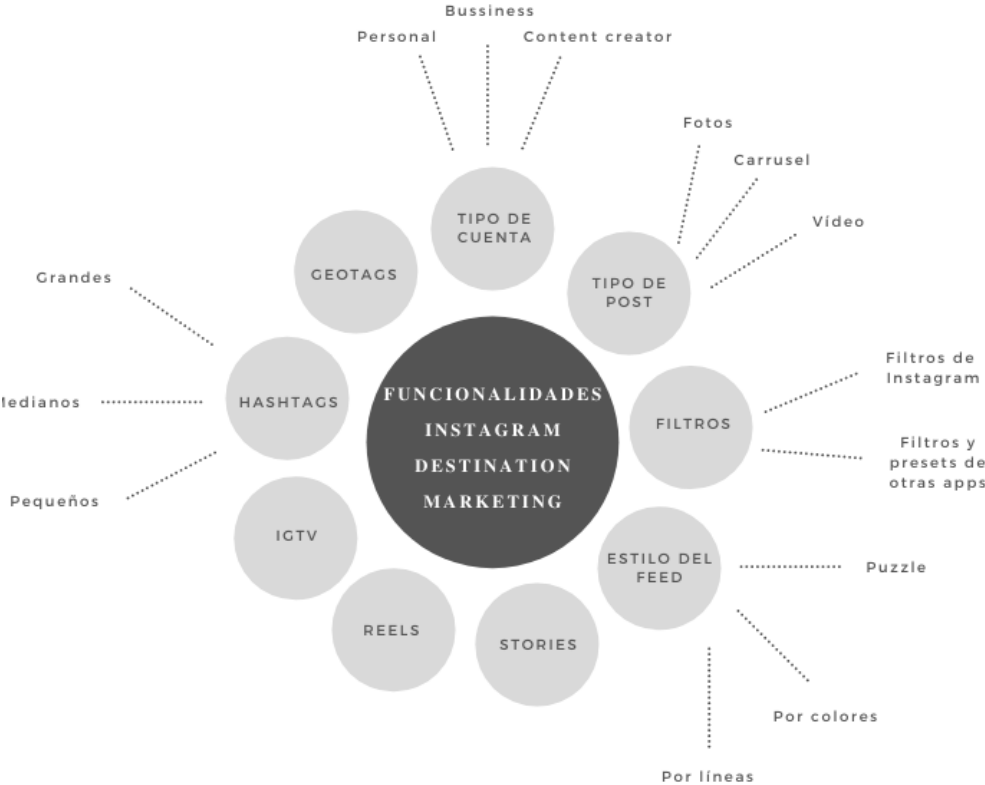 Bussiness
Personal
Content creator
Fotos
Carrusel
Vídeo
TIPO DE
CUENTA
TIPO DE
POST
GEOTAGS
Grandes
HASHTAGS
edianos
Pequeños
FUNCIONALIDADES
INSTAGRAM
DESTINATION
MARKETING
FILTROS
Filtros de
Instagram
Filtros y
presets de
otras apps
IGTV
ESTILO DEL
FEED
Puzzle
REELS
STORIES
Por colores
Por líneas